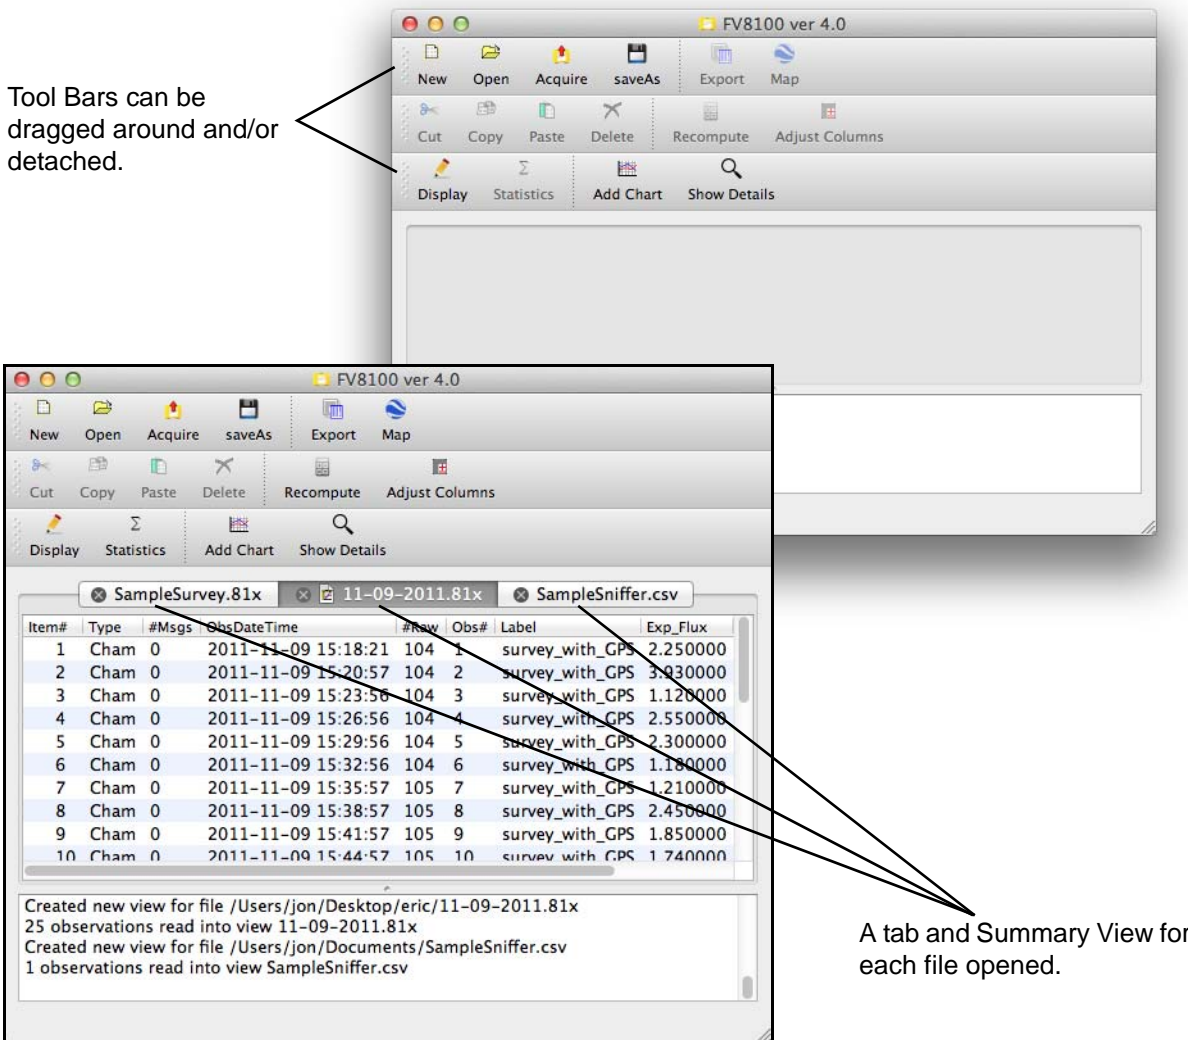 FV8100 ver 4.0
New Open Acquire saveAs Export Map
Cut Copy Paste Delete Recompute Adjust Columns
Display Statistics Add Chart Show Details
Tool Bars can be
dragged around and/or
detached.
FV8100 ver 4.0
New Open Acquire saveAs Export Map
Cut Copy Paste Delete Recompute Adjust Columns
Display Statistics Add Chart Show Details
SampleSurvey.81x 11-09-2011.81x SampleSniffer.csv
Item# Type #Msgs ObsDateTime #Raw Obs# Label Exp_Flux
1 Cham 0 2011-11-09 15:18:21 104 1 survey_with_GPS 2.250000
2 Cham 0 2011-11-09 15:20:57 104 2 survey_with_GPS 3.930000
3 Cham 0 2011-11-09 15:23:56 104 3 survey_with_GPS 1.120000
4 Cham 0 2011-11-09 15:26:56 104 4 survey_with_GPS 2.550000
5 Cham 0 2011-11-09 15:29:56 104 5 survey_with_GPS 2.300000
6 Cham 0 2011-11-09 15:32:56 104 6 survey_with_GPS 1.180000
7 Cham 0 2011-11-09 15:35:57 105 7 survey_with_GPS 1.210000
8 Cham 0 2011-11-09 15:38:57 105 8 survey_with_GPS 2.450000
9 Cham 0 2011-11-09 15:41:57 105 9 survey_with_GPS 1.850000
10 Cham 0 2011-11-09 15:44:57 105 10 survey_with_GPS 1.740000
Created new view for file /Users/jon/Desktop/eric/11-09-2011.81x
25 observations read into view 11-09-2011.81x
Created new view for file /Users/jon/Documents/SampleSniffer.csv
1 observations read into view SampleSniffer.csv
A tab and Summary View for
each file opened.